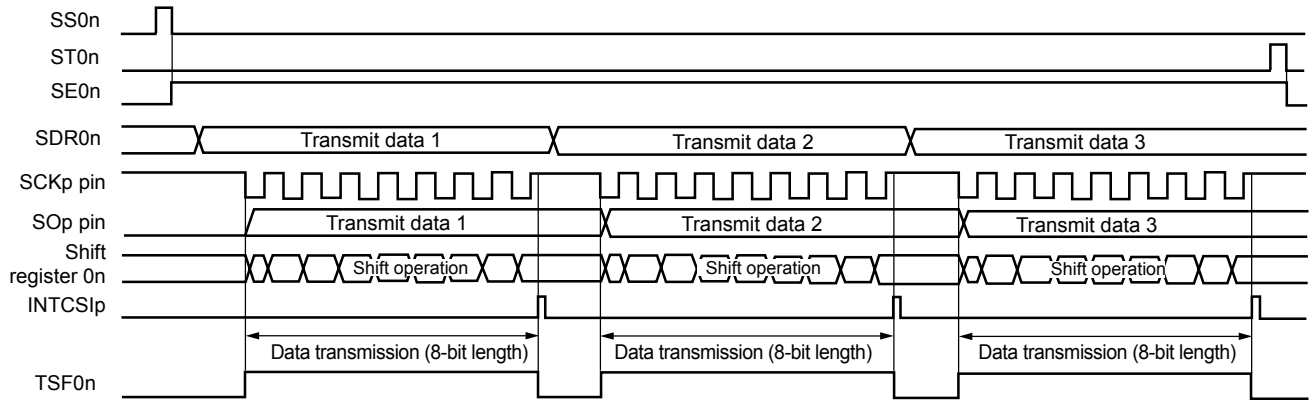 SS0n
ST0n
SE0n
SDR0n Transmit data 1 Transmit data 2 Transmit data 3
SCKp pin
SOp pin Transmit data 1 Transmit data 2 Transmit data 3
Shift
register 0n Shift operation Shift operation Shift operation
INTCSIp
Data transmission (8-bit length) Data transmission (8-bit length) Data transmission (8-bit length)
TSF0n